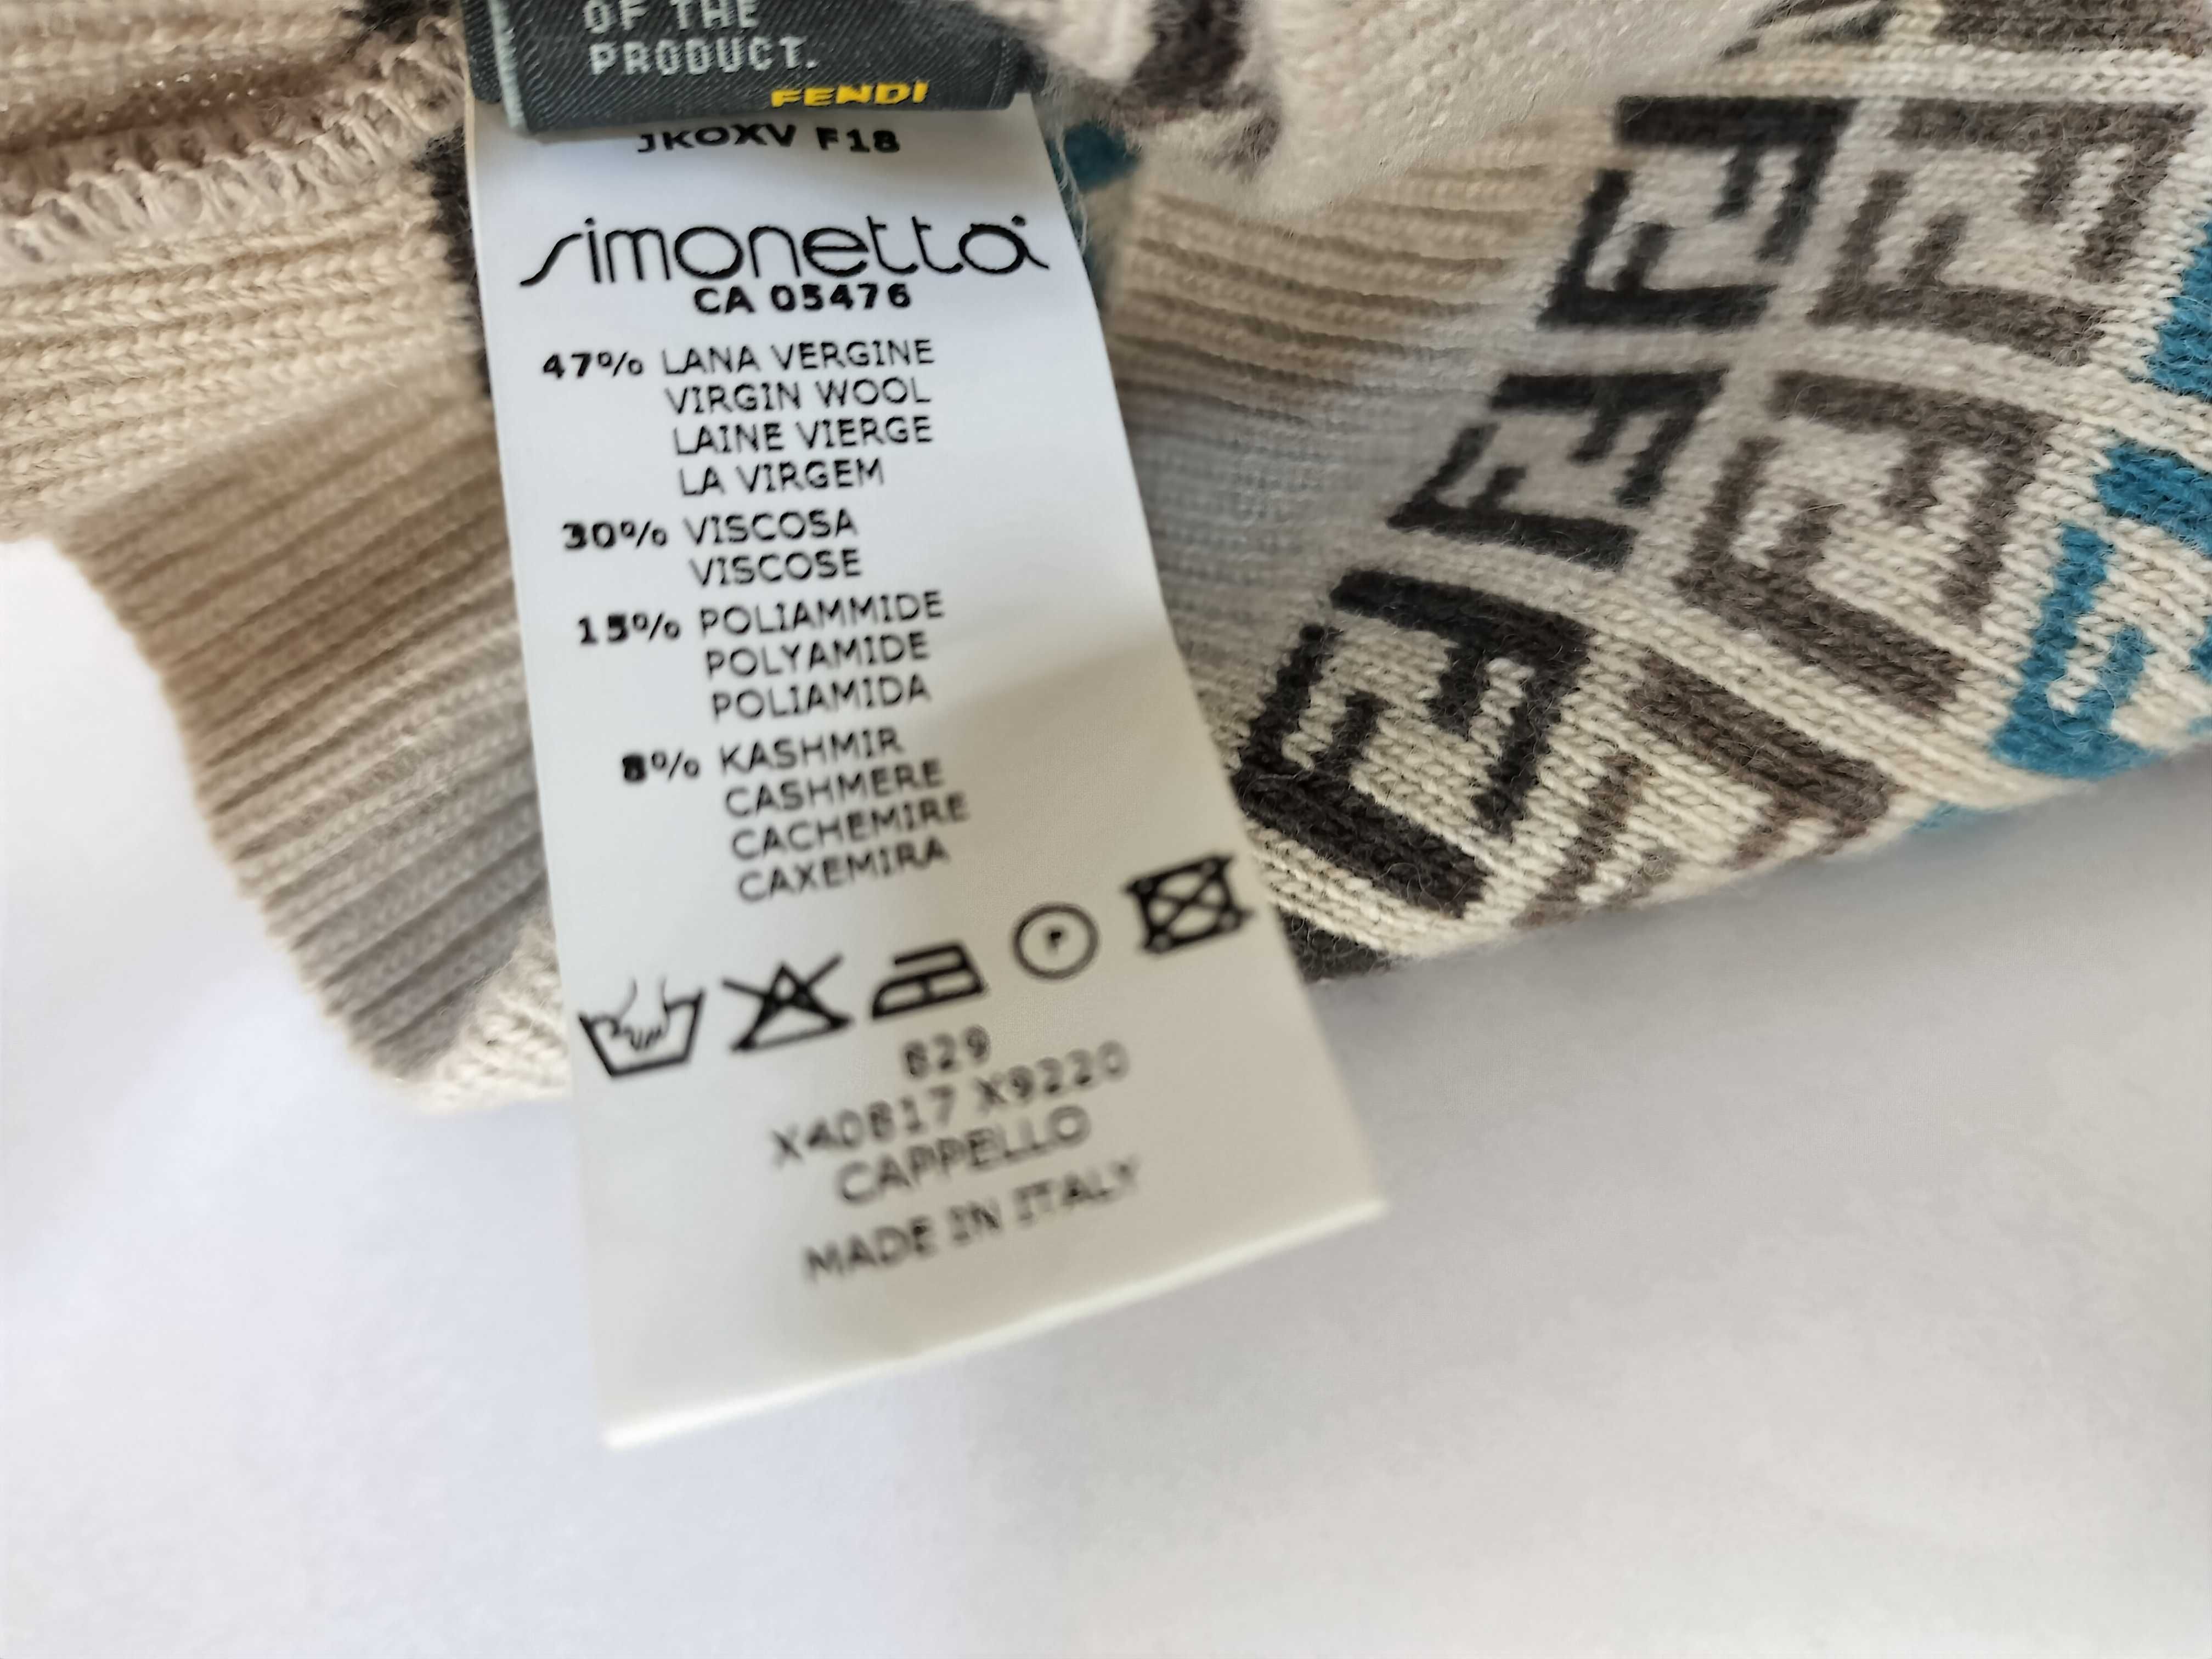 OF THE
PRODUCT.
FENDI
JKOXV F18
simonetta
CA 05476
47% LANA VERGINE
VIRGIN WOOL
LAINE VIERGE
LA VIRGEM
30% VISCOSA
VISCOSE
15% POLIAMMIDE
POLYAMIDE
POLIAMIDA
8% KASHMIR
CASHMERE
CACHEMIRE
CAXEMIRA
P
829
X40817 X9220
CAPPELLO
MADE IN ITALY